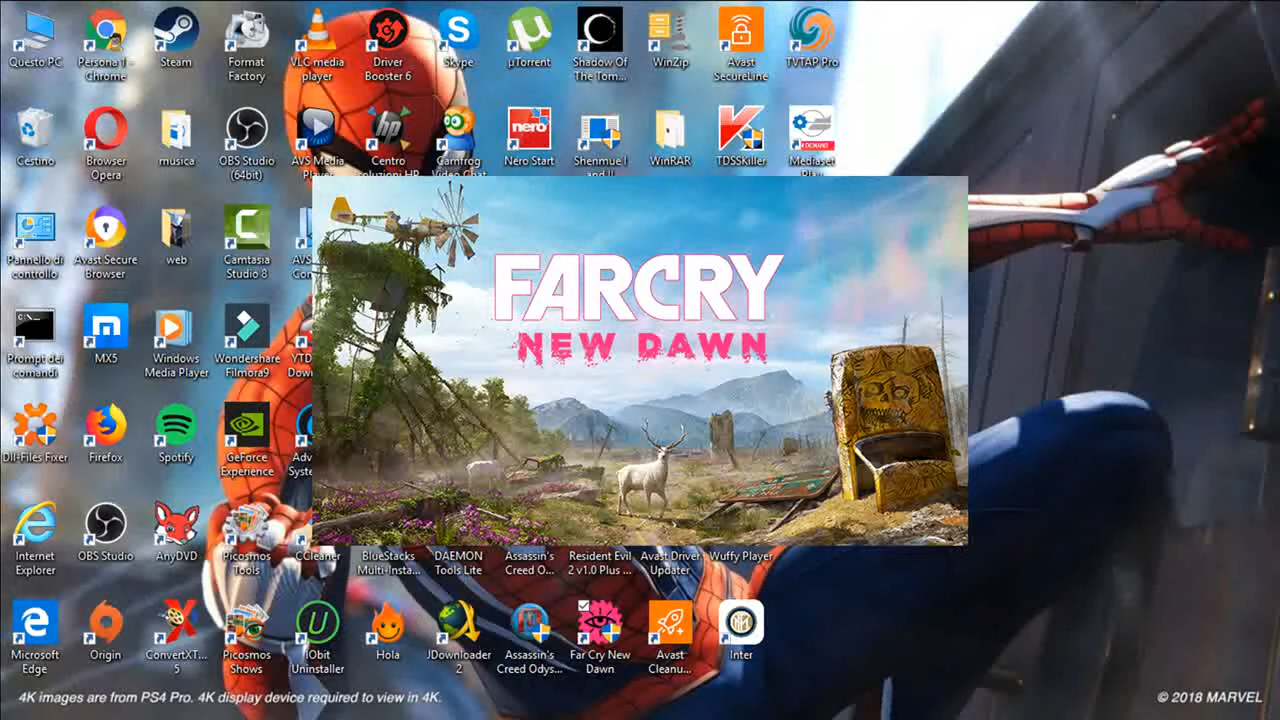 Questo PC
Persona 1 - Chrome
Steam
Format Factory
VLC media player
Driver Booster 6
Skype
µTorrent
Shadow Of The Tom...
WinZip
Avast SecureLine
TVTAP Pro
Cestino
Browser Opera
musica
OBS Studio (64bit)
AVS Media Player
hp
Centro
nero
Nero Start
Shenmue I and II
WinRAR
TDSSKiller
DEMAND
Mediaset Play
Pannello di controllo
Avast Secure Browser
web
C
Camtasia Studio 8
AVS
FARCRY
NEW DAWN
C:\_
Prompt dei comandi
m
MX5
Windows Media Player
Wondershare Filmora9
YTD
Dll-Files Fixer
Firefox
Spotify
GeForce Experience
Internet Explorer
OBS Studio
AnyDVD
Picosmos Tools
CCleaner
BlueStacks Multi-Insta...
DAEMON Tools Lite
Assassin's Creed O...
Resident Evil 2 v1.0 Plus ...
Avast Driver Updater
Wuffy Player
Microsoft Edge
Origin
ConvertXT... 5
Picosmos Shows
IObit Uninstaller
Hola
JDownloader 2
Assassin's Creed Odys...
Far Cry New Dawn
Avast Cleanu...
Inter
4K images are from PS4 Pro. 4K display device required to view in 4K.
© 2018 MARVEL